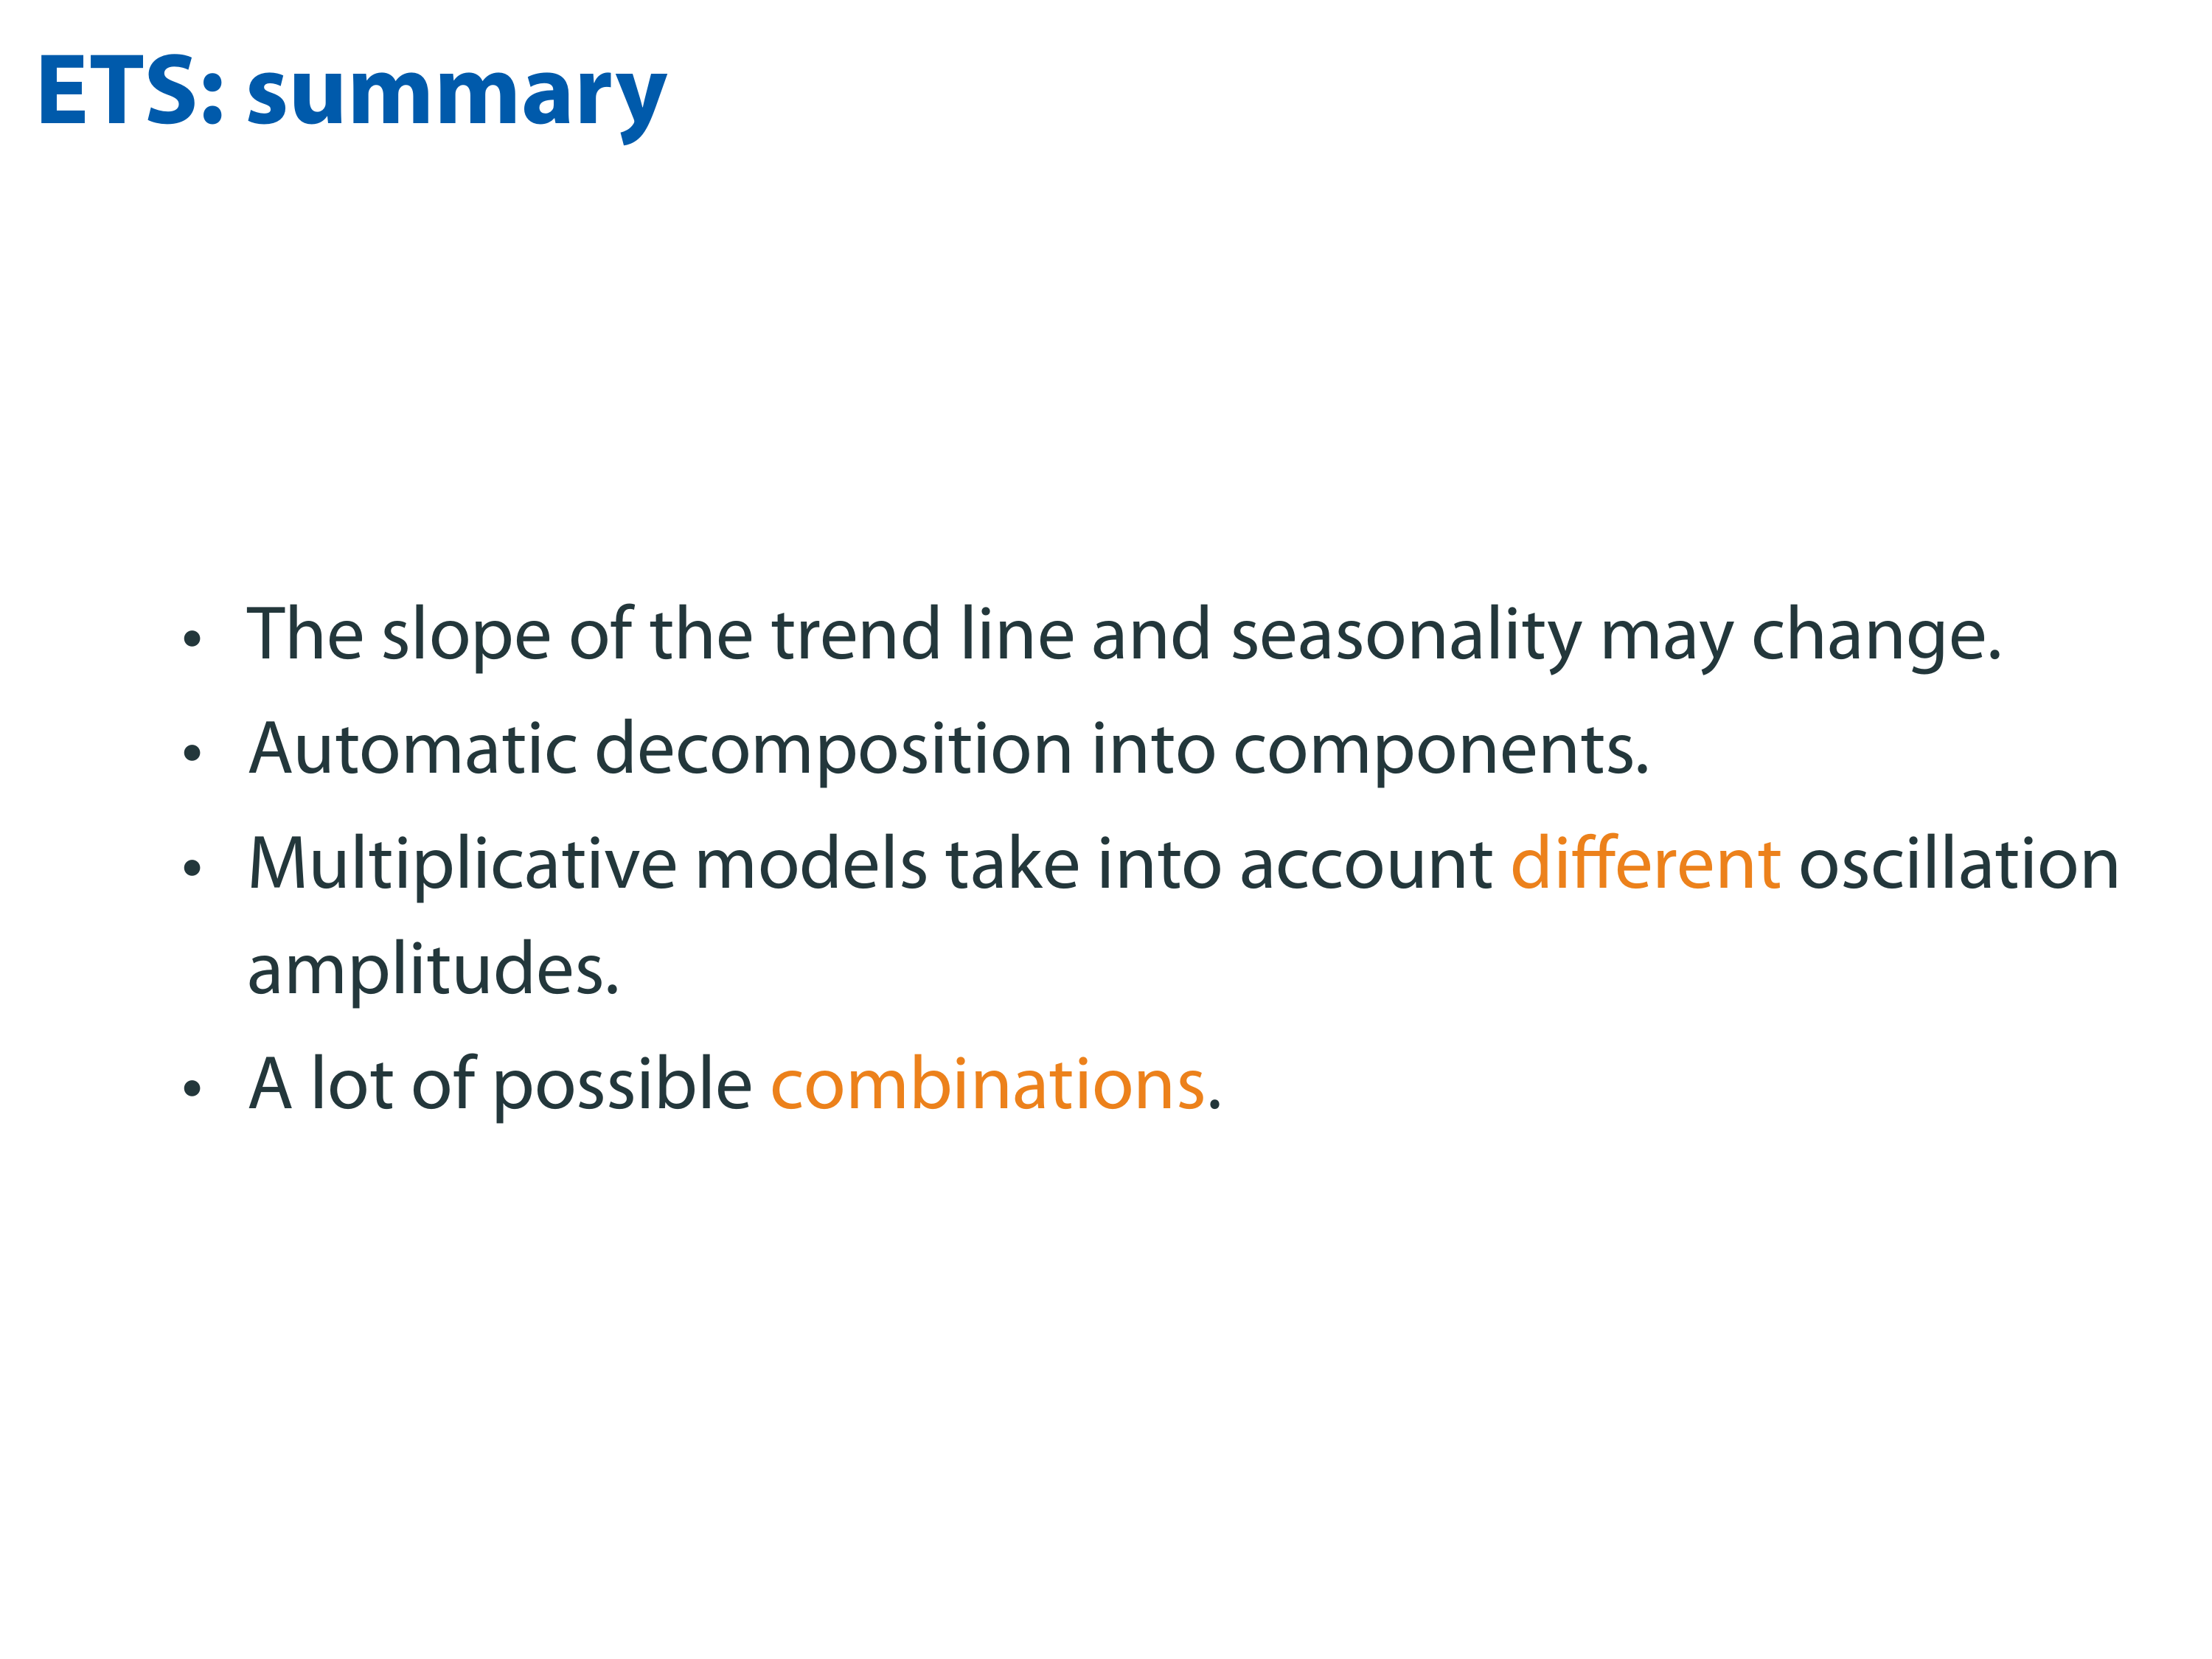 ETS: summary
• The slope of the trend line and seasonality may change.
• Automatic decomposition into components.
• Multiplicative models take into account different oscillation
amplitudes.
• A lot of possible combinations.